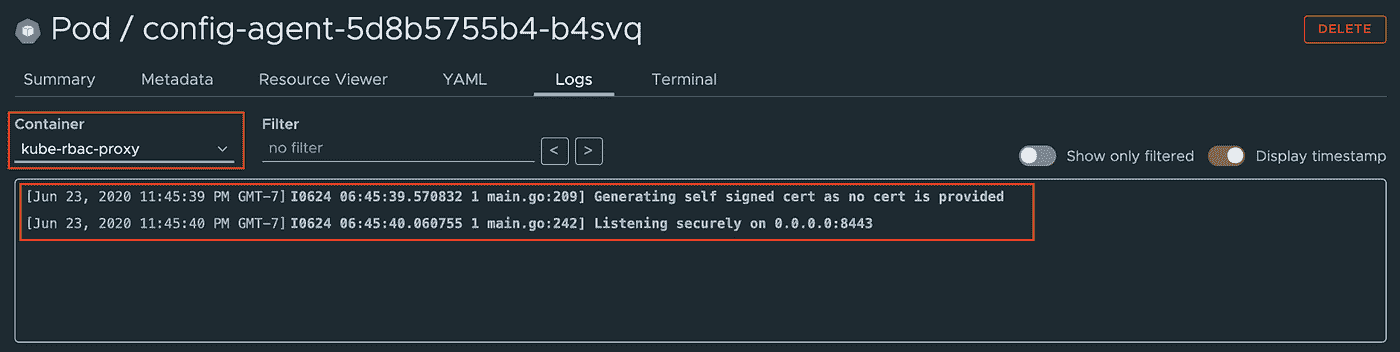 Pod / config-agent-5d8b5755b4-b4svq
DELETE
Summary Metadata Resource Viewer YAML Logs Terminal
Container
kube-rbac-proxy
Filter
no filter
< >
Show only filtered Display timestamp
[Jun 23, 2020 11:45:39 PM GMT-7] I0624 06:45:39.570832 1 main.go:209] Generating self signed cert as no cert is provided
[Jun 23, 2020 11:45:40 PM GMT-7] I0624 06:45:40.060755 1 main.go:242] Listening securely on 0.0.0.0:8443